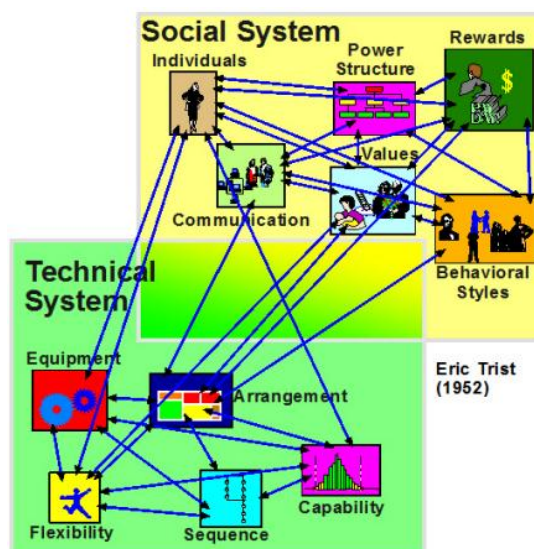 Social System
Individuals
Power
Structure
Rewards
$
Communication
Values
Behavioral
Styles
Technical
System
Equipment
Arrangement
Eric Trist
(1952)
Flexibility
Sequence
Capability